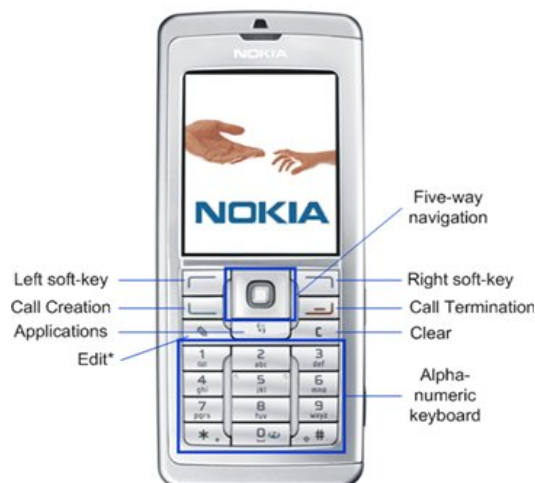 NOKIA
NOKIA
Five-way
navigation
Left soft-key
Right soft-key
Call Creation
Call Termination
Applications
Clear
Edit*
C
1
2 abc
3 def
4 ghi
5 jkl
6 mno
Alpha-
numeric
keyboard
7 pqrs
8 tuv
9 wxyz
* +
0
#